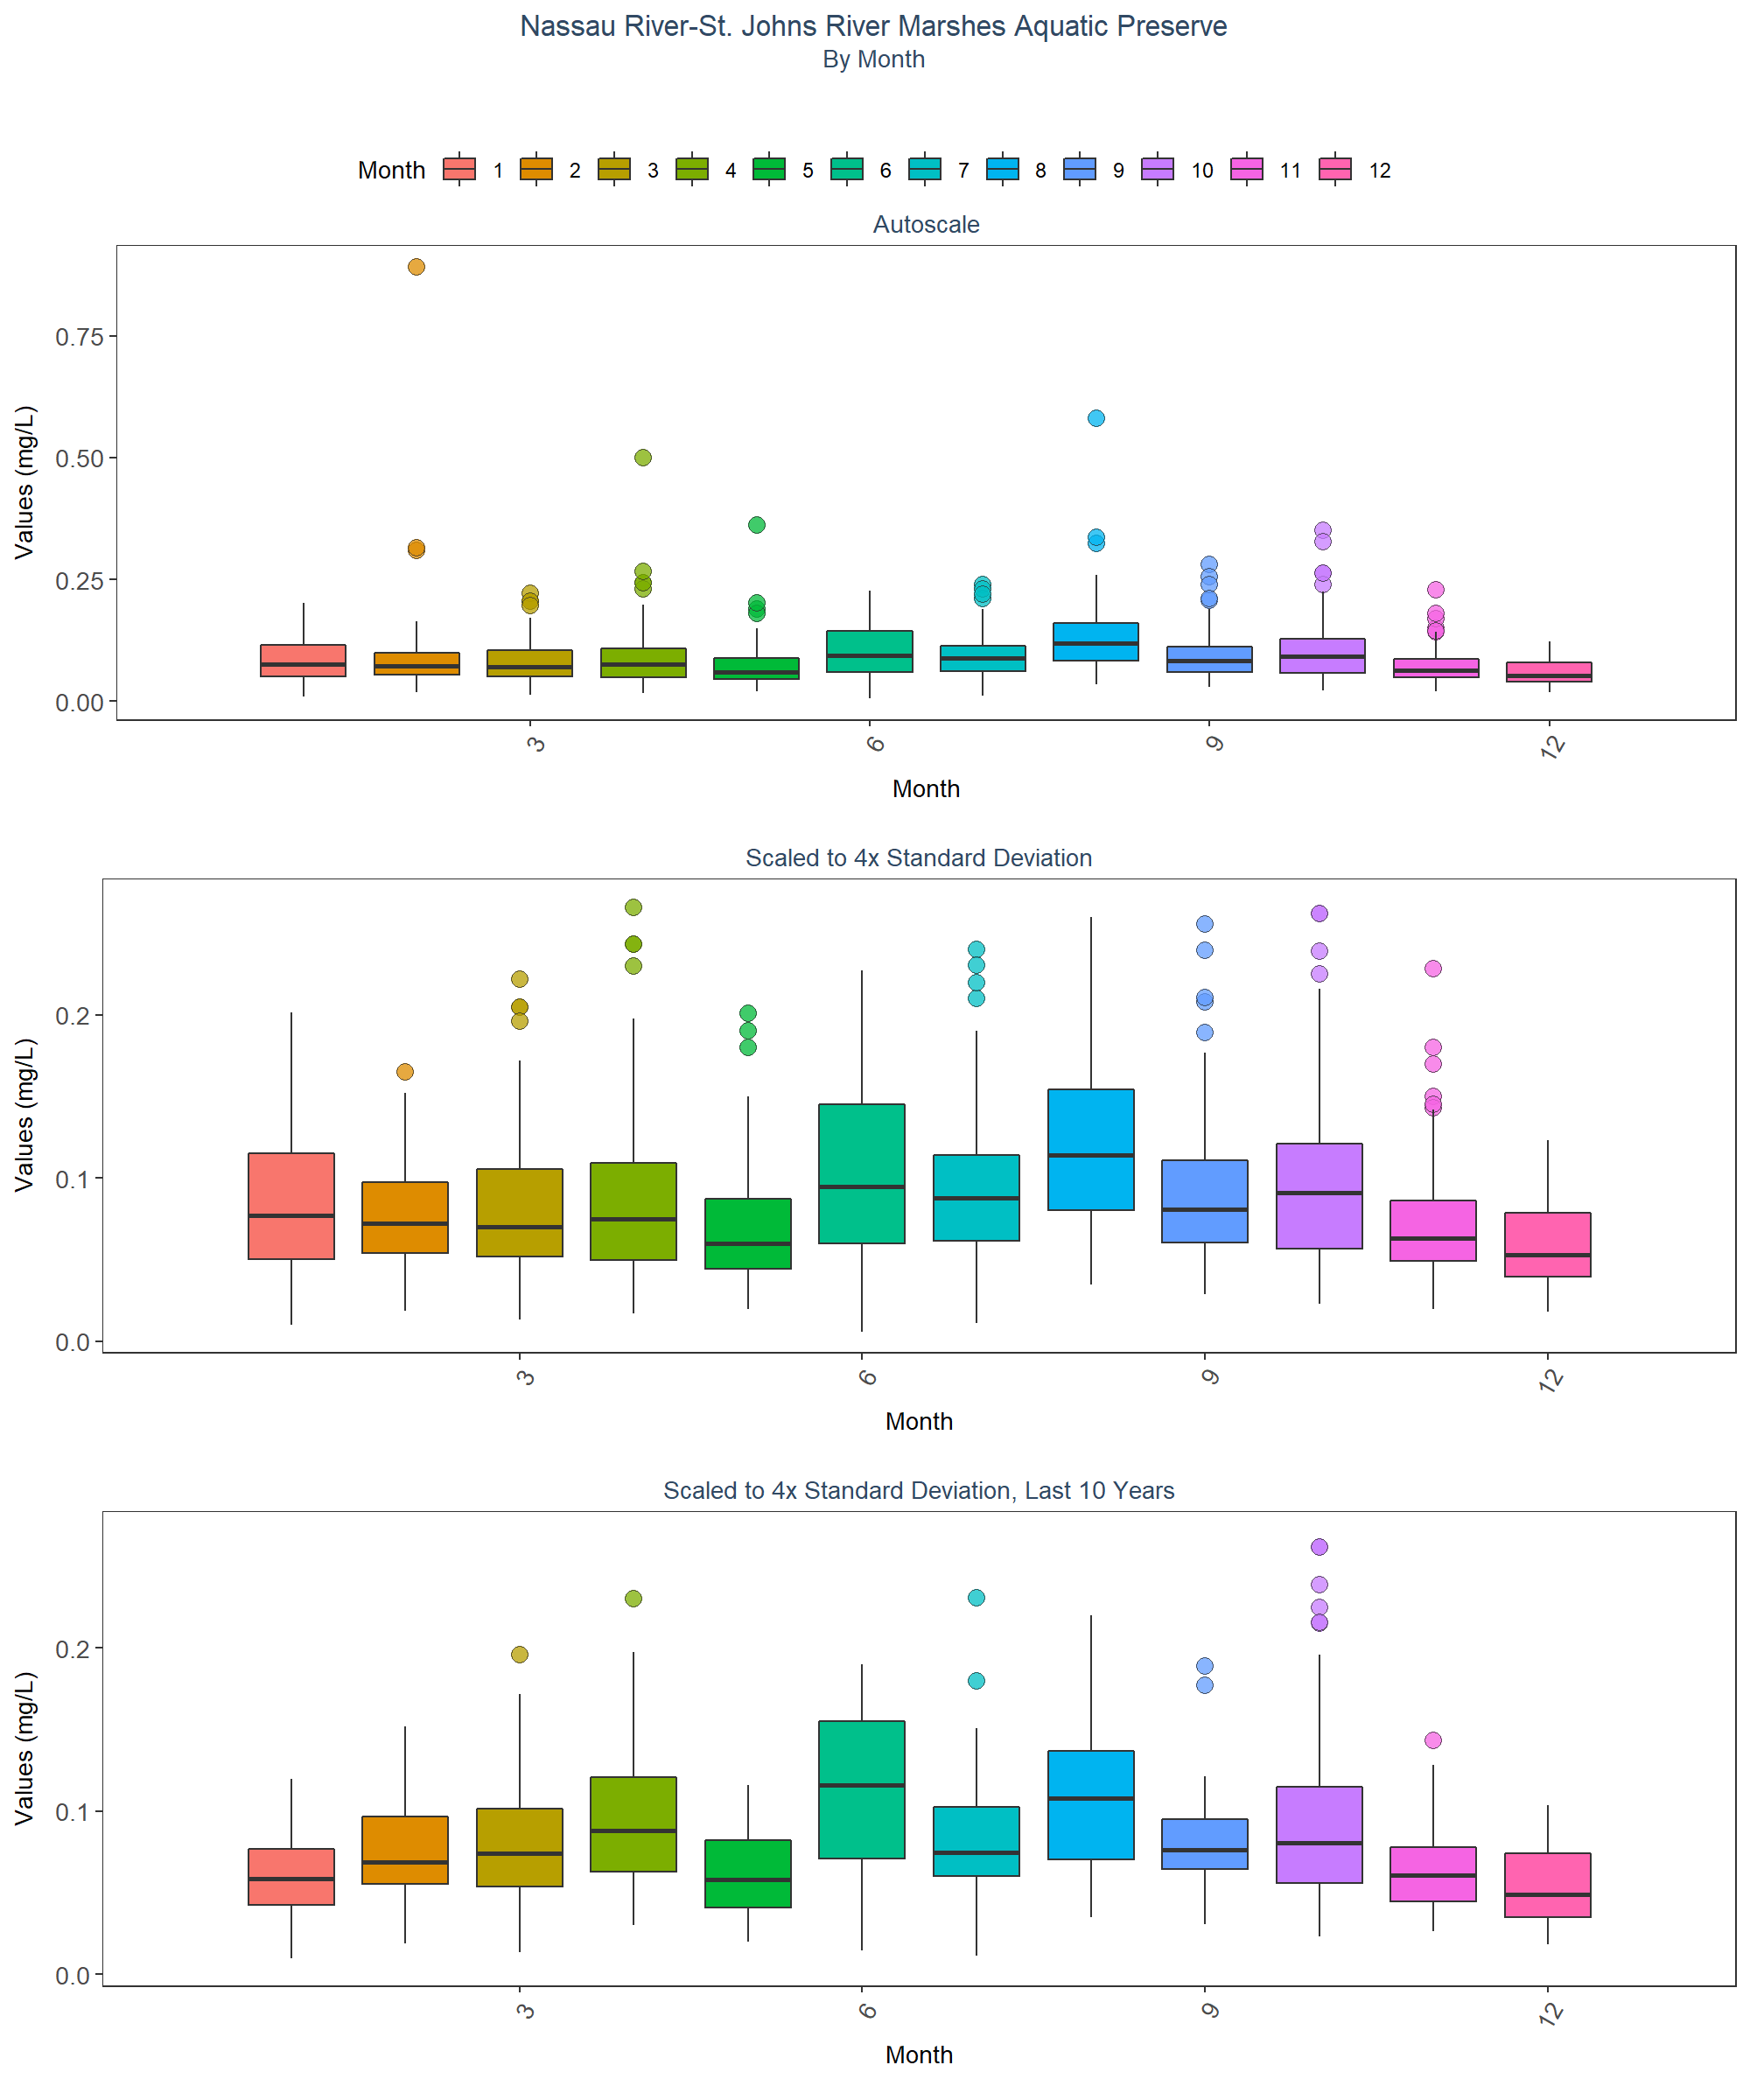 Nassau River-St. Johns River Marshes Aquatic Preserve
By Month
Month 1 2 3 4 5 6 7 8 9 10 11 12
Autoscale
Values (mg/L)
0.75
0.50
0.25
0.00
3 6 9 12
Month
Scaled to 4x Standard Deviation
Values (mg/L)
0.2
0.1
0.0
3 6 9 12
Month
Scaled to 4x Standard Deviation, Last 10 Years
Values (mg/L)
0.2
0.1
0.0
3 6 9 12
Month